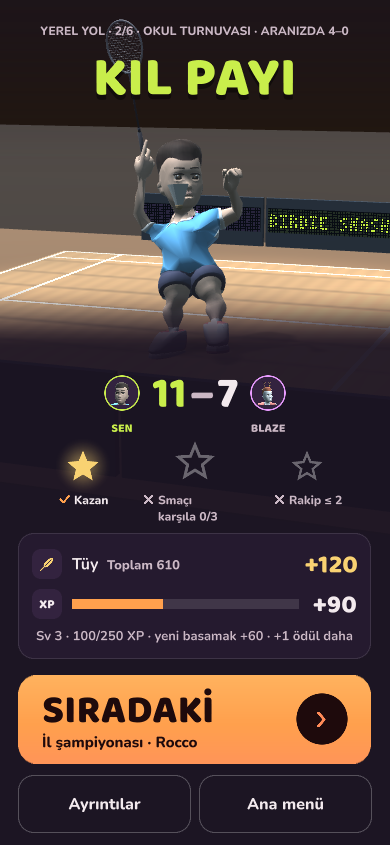 YEREL YOL · 2/6 · OKUL TURNUVASI · ARANIZDA 4–0
KIL PAYI
BIRDIE SMASH
11–7
SEN
BLAZE
Kazan
Smaçı
karşıla 0/3
Rakip ≤ 2
Tüy Toplam 610
+120
XP
+90
Sv 3 · 100/250 XP · yeni basamak +60 · +1 ödül daha
SIRADAKİ
İl şampiyonası · Rocco
Ayrıntılar
Ana menü